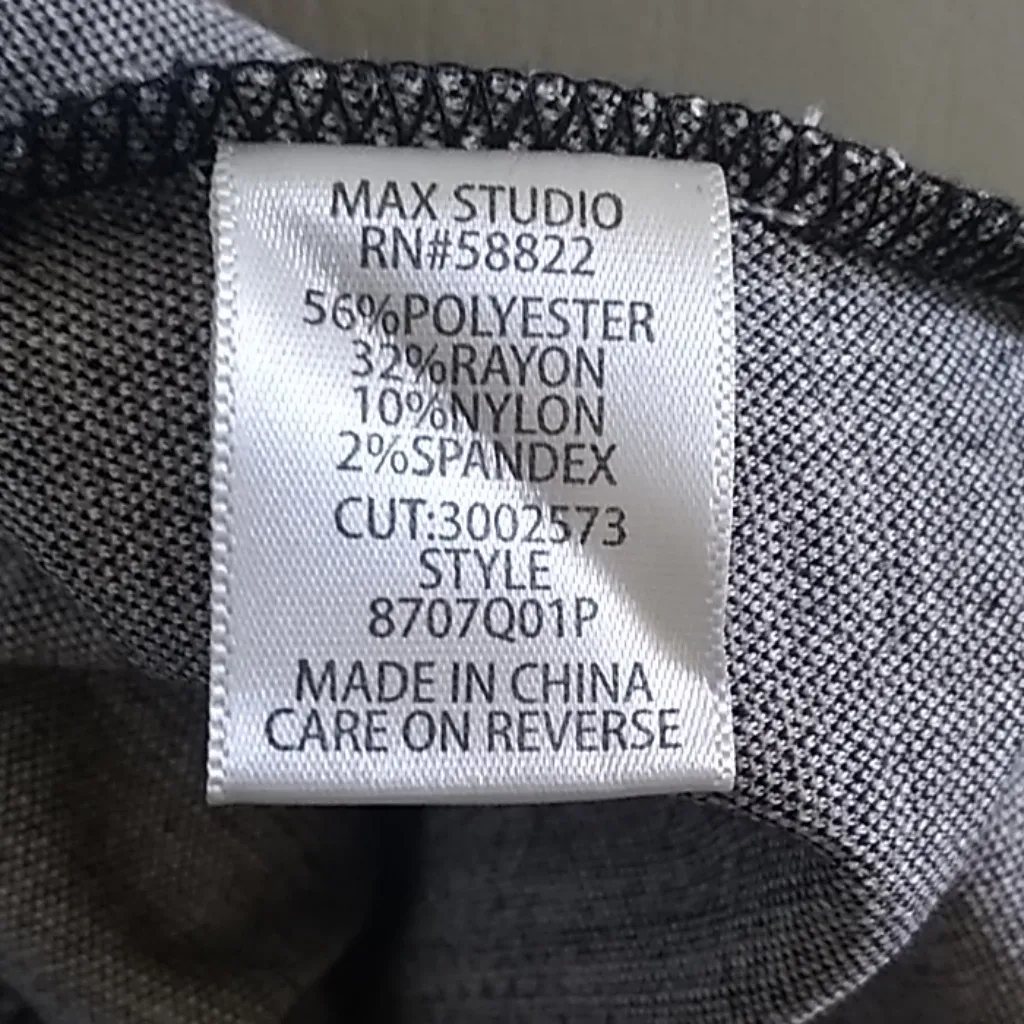 MAX STUDIO
RN#58822
56%POLYESTER
32%RAYON
10%NYLON
2%SPANDEX
CUT:3002573
STYLE
8707Q01P
MADE IN CHINA
CARE ON REVERSE